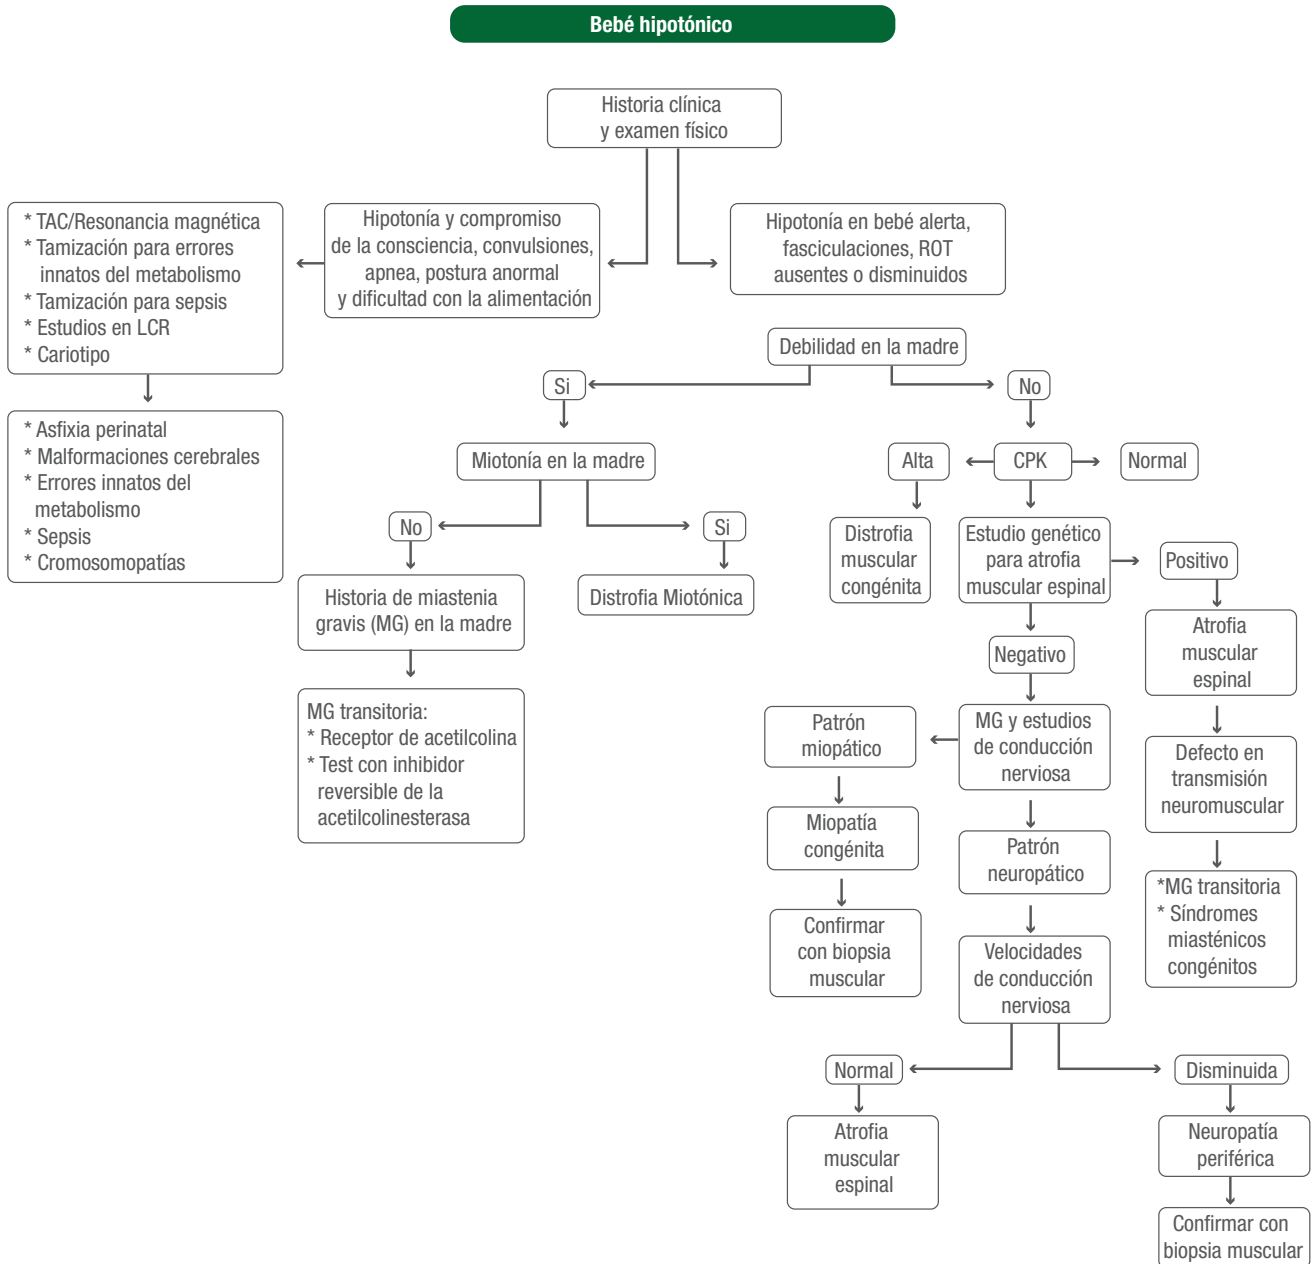 Bebé hipotónico
Historia clínica
y examen físico
* TAC/Resonancia magnética
* Tamización para errores
innatos del metabolismo
* Tamización para sepsis
* Estudios en LCR
* Cariotipo
Hipotonía y compromiso
de la consciencia, convulsiones,
apnea, postura anormal
y dificultad con la alimentación
Hipotonía en bebé alerta,
fasciculaciones, ROT
ausentes o disminuidos
* Asfixia perinatal
* Malformaciones cerebrales
* Errores innatos del
metabolismo
* Sepsis
* Cromosomopatías
Debilidad en la madre
Si
No
Miotonía en la madre
Alta
CPK
Normal
No
Si
Distrofia
muscular
congénita
Estudio genético
para atrofia
muscular espinal
Positivo
Historia de miastenia
gravis (MG) en la madre
Distrofia Miotónica
Atrofia
muscular
espinal
Negativo
MG transitoria:
* Receptor de acetilcolina
* Test con inhibidor
reversible de la
acetilcolinesterasa
Patrón
miopático
MG y estudios
de conducción
nerviosa
Defecto en
transmisión
neuromuscular
Miopatía
congénita
Patrón
neuropático
*MG transitoria
* Síndromes
miasténicos
congénitos
Confirmar
con biopsia
muscular
Velocidades
de conducción
nerviosa
Normal
Disminuida
Atrofia
muscular
espinal
Neuropatía
periférica
Confirmar con
biopsia muscular